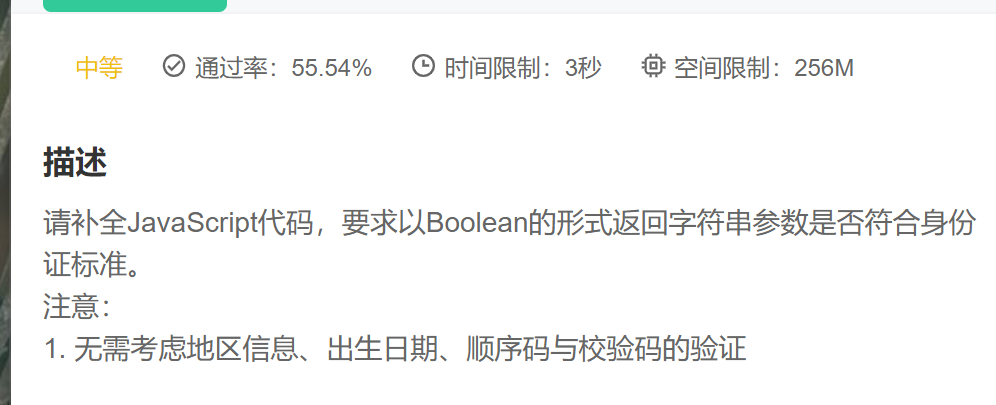 中等 通过率：55.54% 时间限制：3秒 空间限制：256M
描述
请补全JavaScript代码，要求以Boolean的形式返回字符串参数是否符合身份
证标准。
注意：
1. 无需考虑地区信息、出生日期、顺序码与校验码的验证